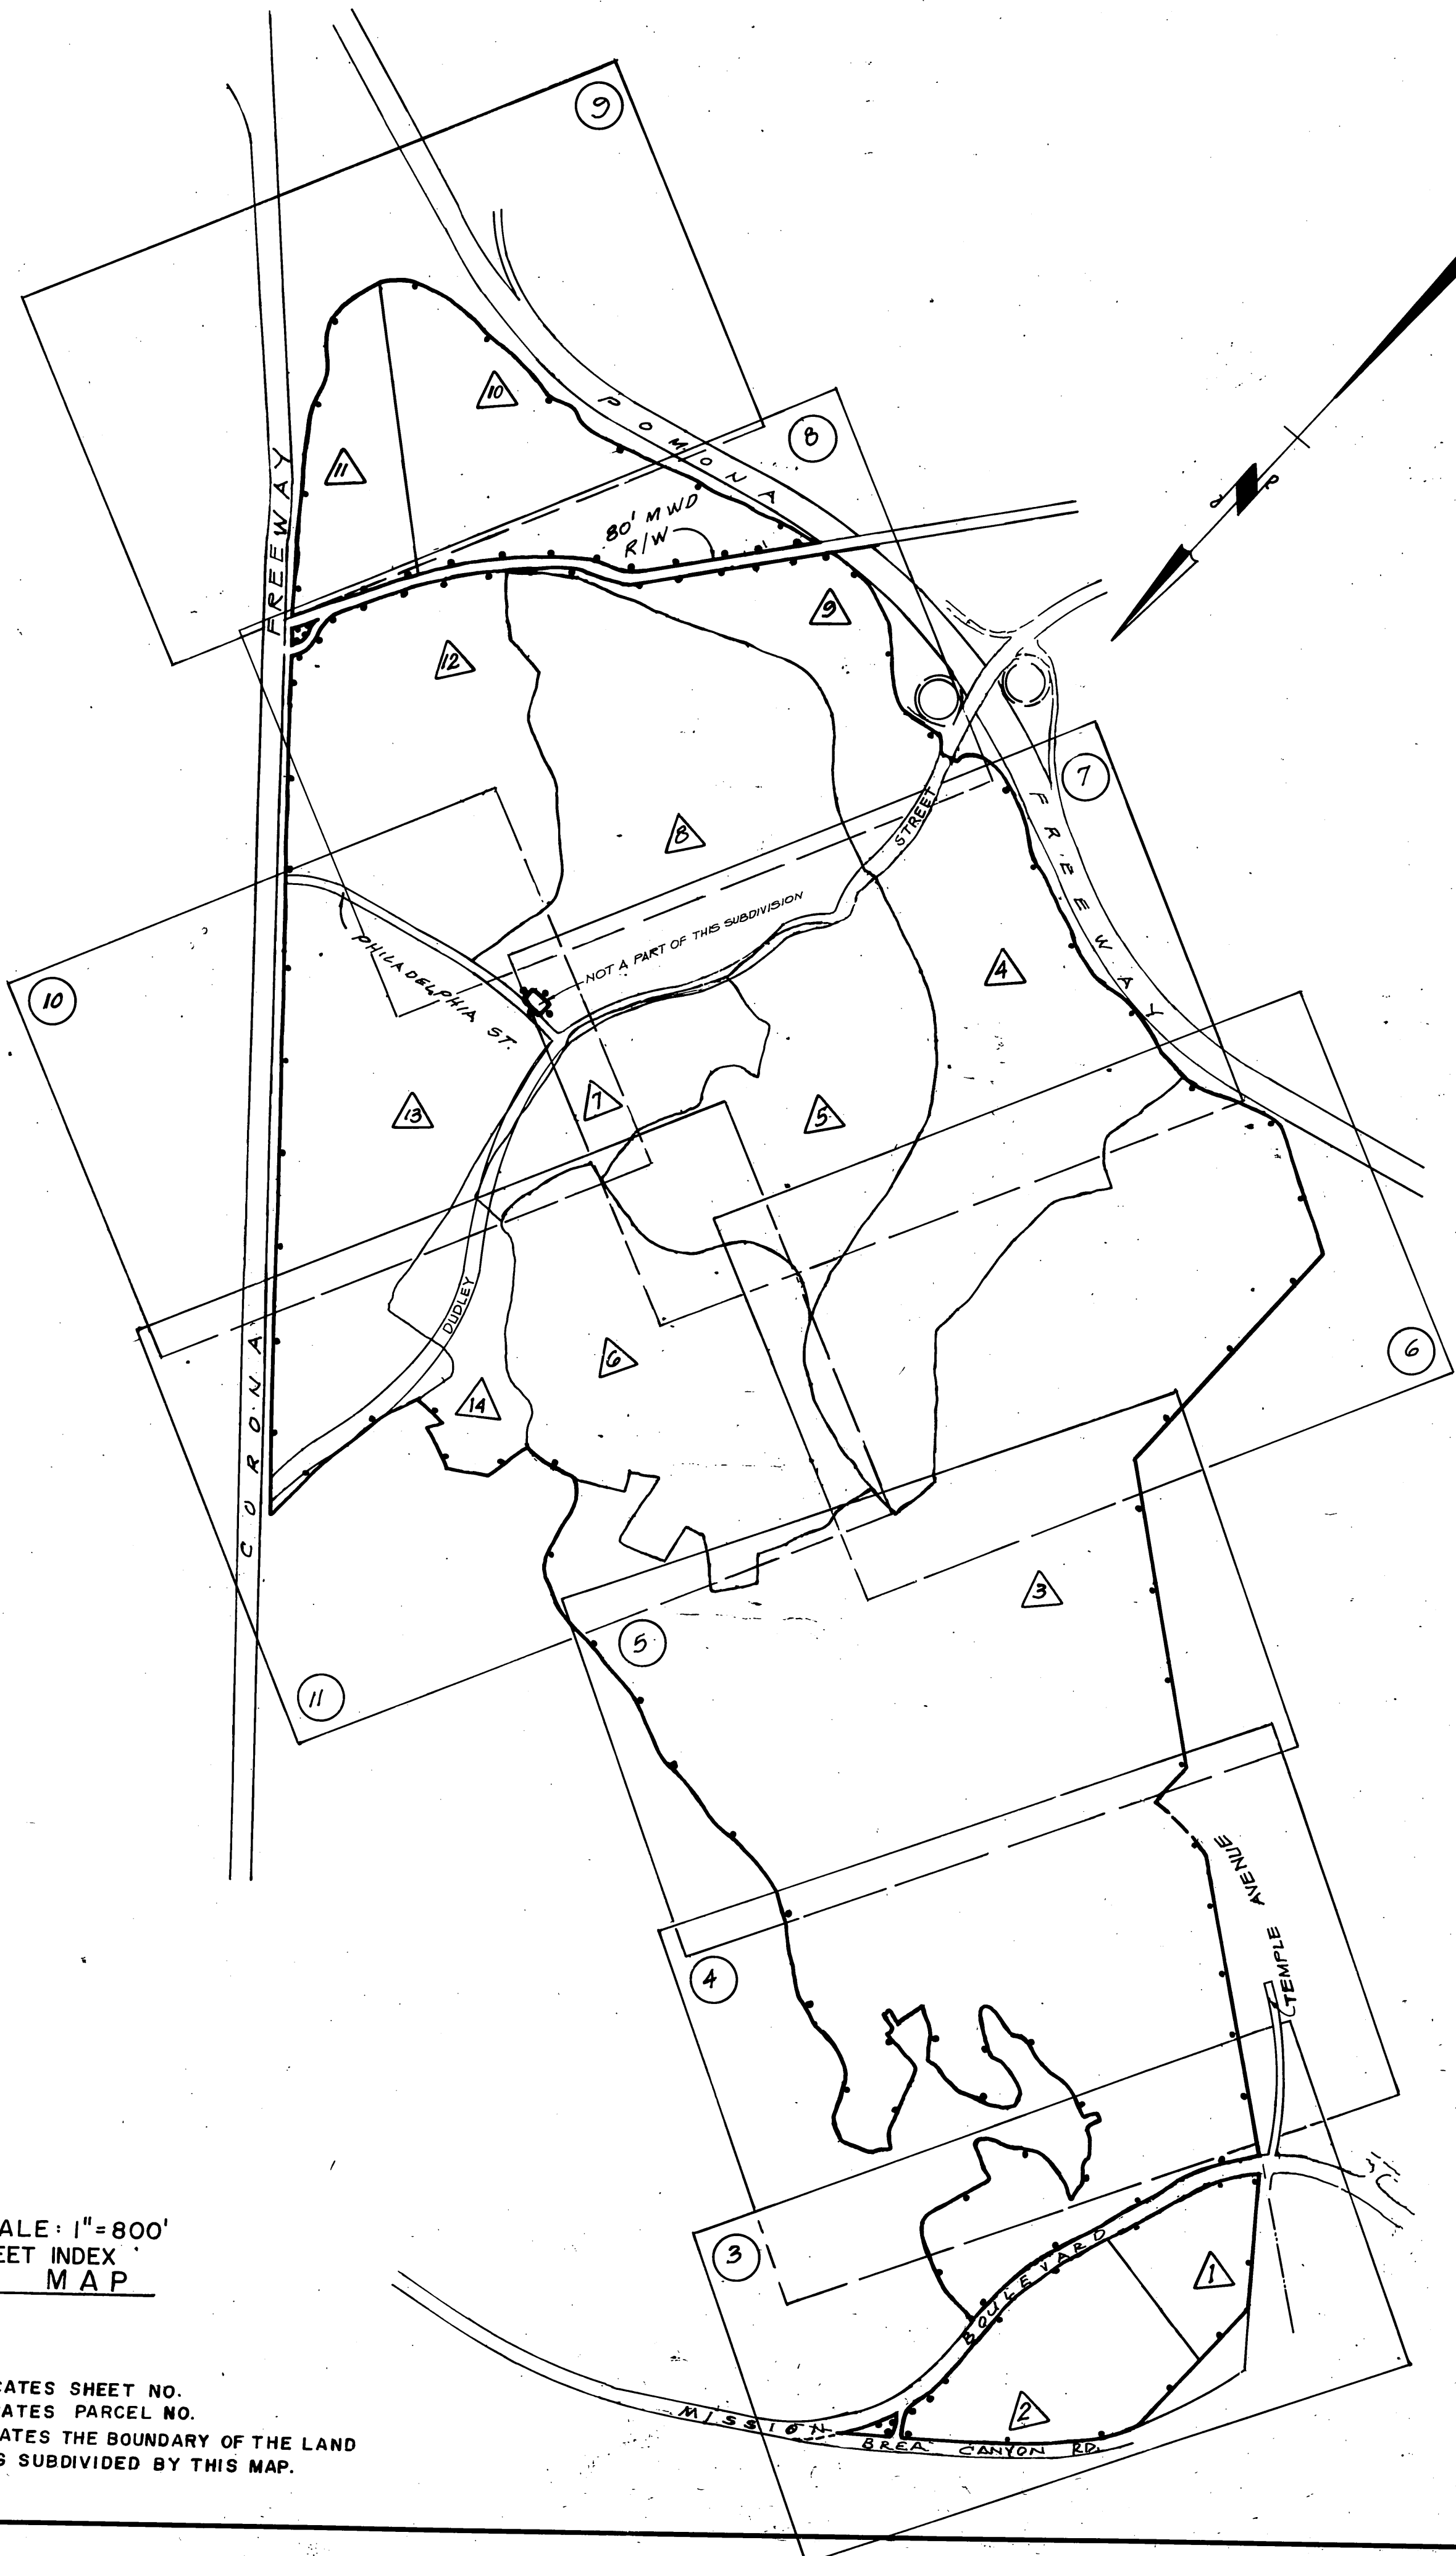 9
10
POMONA
8
11
FREEWAY
80' MWD
R/W
9
12
7
8
STREET
FREEWAY
NOT A PART OF THIS SUBDIVISION
PHILADELPHIA ST.
4
10
13
7
5
DUDLEY
6
6
CORONA
14
3
5
11
TEMPLE AVENUE
4
ALE: 1"=800'
EET INDEX
MAP
3
BOULEVARD
1
CATES SHEET NO.
CATES PARCEL NO.
CATES THE BOUNDARY OF THE LAND
G SUBDIVIDED BY THIS MAP.
2
MISSION
BREA CANYON RD.